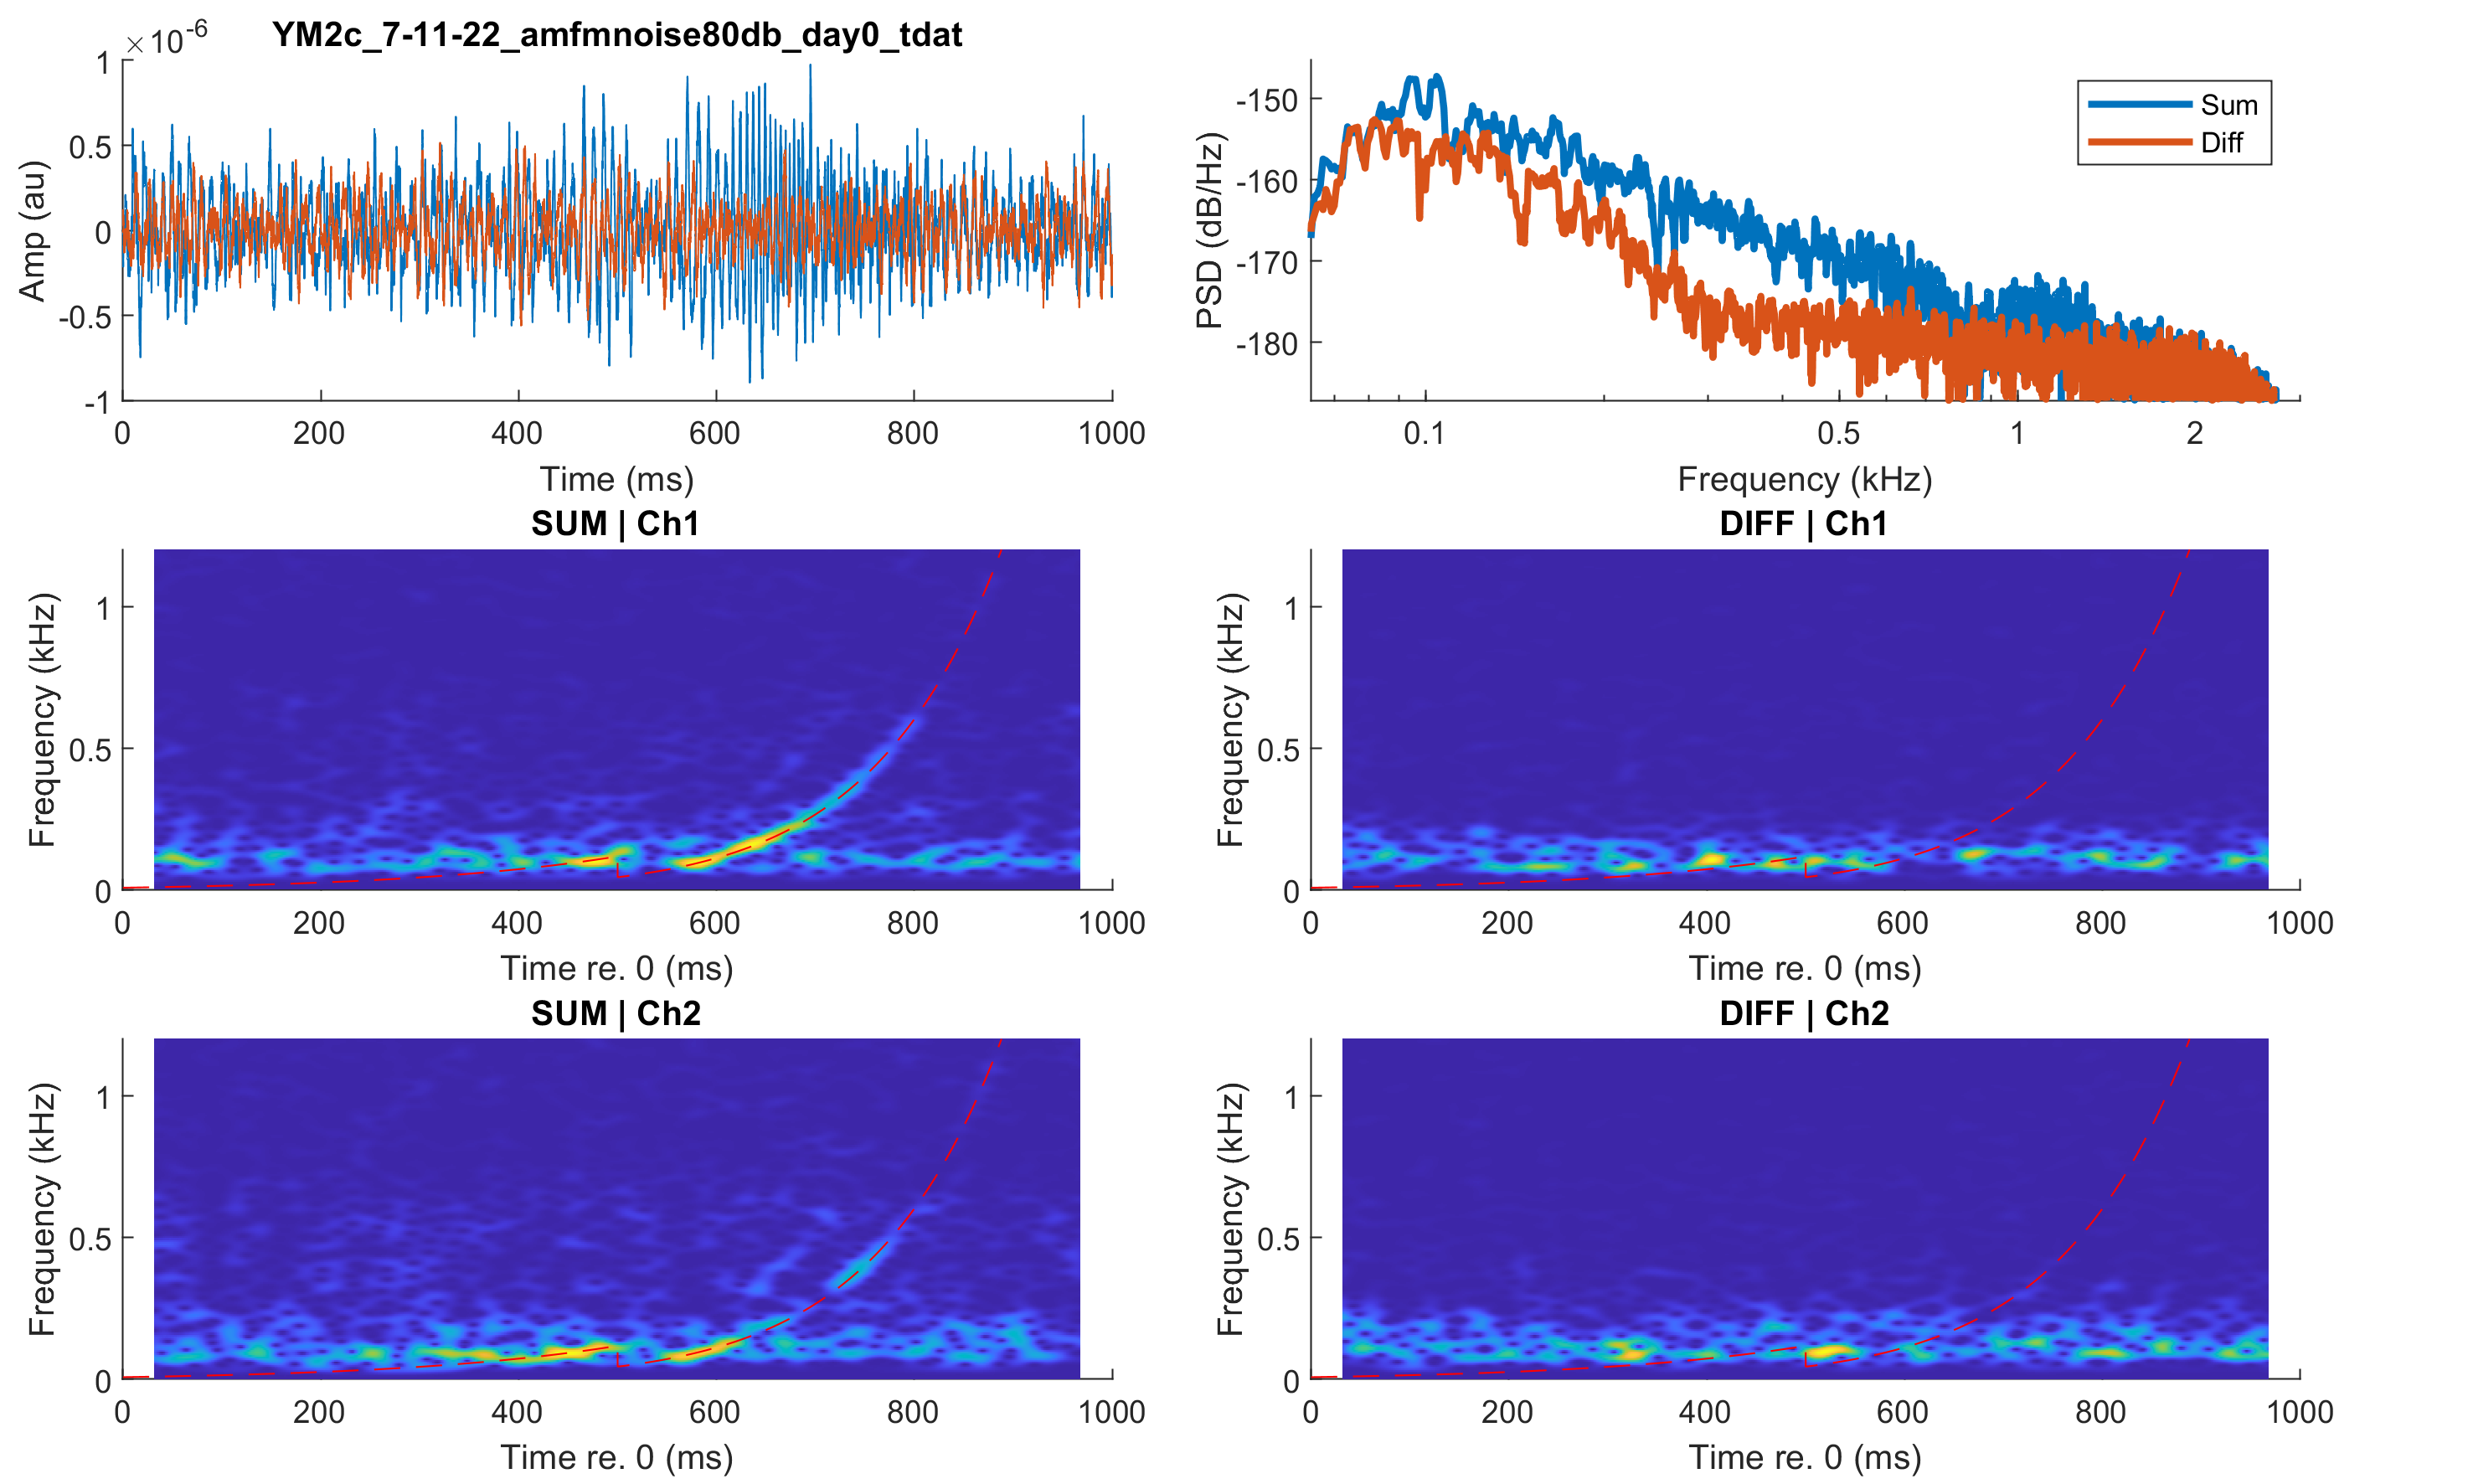 YM2c_7-11-22_amfmnoise80db_day0_tdat
×10-6
Amp (au)
1
0.5
0
-0.5
-1
0 200 400 600 800 1000
Time (ms)
PSD (dB/Hz)
-150
-160
-170
-180
Sum
Diff
0.1 0.5 1 2
Frequency (kHz)
SUM | Ch1
Frequency (kHz)
1
0.5
0
0 200 400 600 800 1000
Time re. 0 (ms)
DIFF | Ch1
Frequency (kHz)
1
0.5
0
0 200 400 600 800 1000
Time re. 0 (ms)
SUM | Ch2
Frequency (kHz)
1
0.5
0
0 200 400 600 800 1000
Time re. 0 (ms)
DIFF | Ch2
Frequency (kHz)
1
0.5
0
0 200 400 600 800 1000
Time re. 0 (ms)